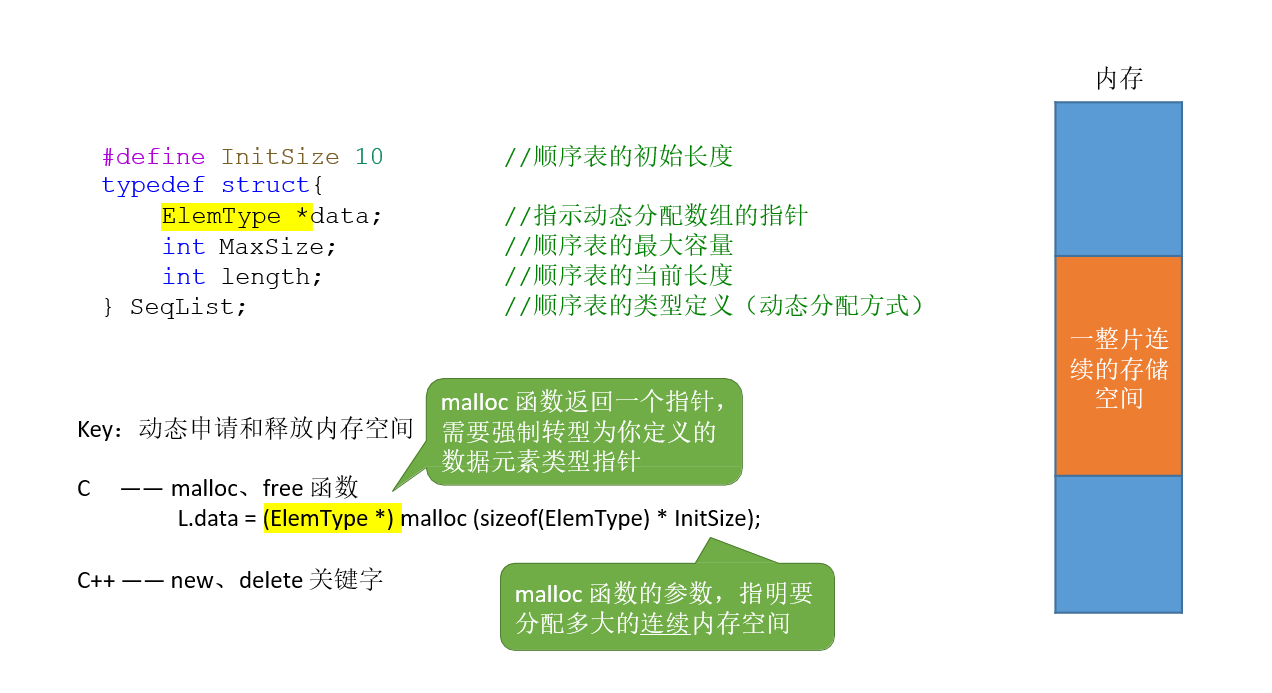 内存
#define InitSize 10 //顺序表的初始长度
typedef struct{
ElemType *data; //指示动态分配数组的指针
int MaxSize; //顺序表的最大容量
int length; //顺序表的当前长度
} SeqList; //顺序表的类型定义（动态分配方式）
一整片连
续的存储
空间
malloc 函数返回一个指针，
需要强制转型为你定义的
数据元素类型指针
Key：动态申请和释放内存空间
C —— malloc、free 函数
L.data = (ElemType *) malloc (sizeof(ElemType) * InitSize);
C++ —— new、delete 关键字
malloc 函数的参数，指明要
分配多大的连续内存空间